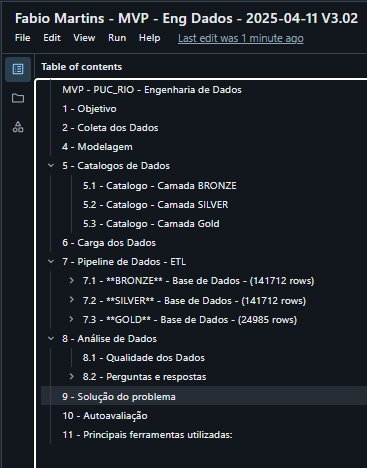 Fabio Martins - MVP - Eng Dados - 2025-04-11 V3.02
File Edit View Run Help Last edit was 1 minute ago
Table of contents
MVP - PUC_RIO - Engenharia de Dados
1 - Objetivo
2 - Coleta dos Dados
4 - Modelagem
5 - Catalogos de Dados
5.1 - Catalogo - Camada BRONZE
5.2 - Catalogo - Camada SILVER
5.3 - Catalogo - Camada Gold
6 - Carga dos Dados
7 - Pipeline de Dados - ETL
7.1 - **BRONZE** - Base de Dados - (141712 rows)
7.2 - **SILVER** - Base de Dados - (141712 rows)
7.3 - **GOLD** - Base de Dados - (24985 rows)
8 - Análise de Dados
8.1 - Qualidade dos Dados
8.2 - Perguntas e respostas
9 - Solução do problema
10 - Autoavaliação
11 - Principais ferramentas utilizadas: